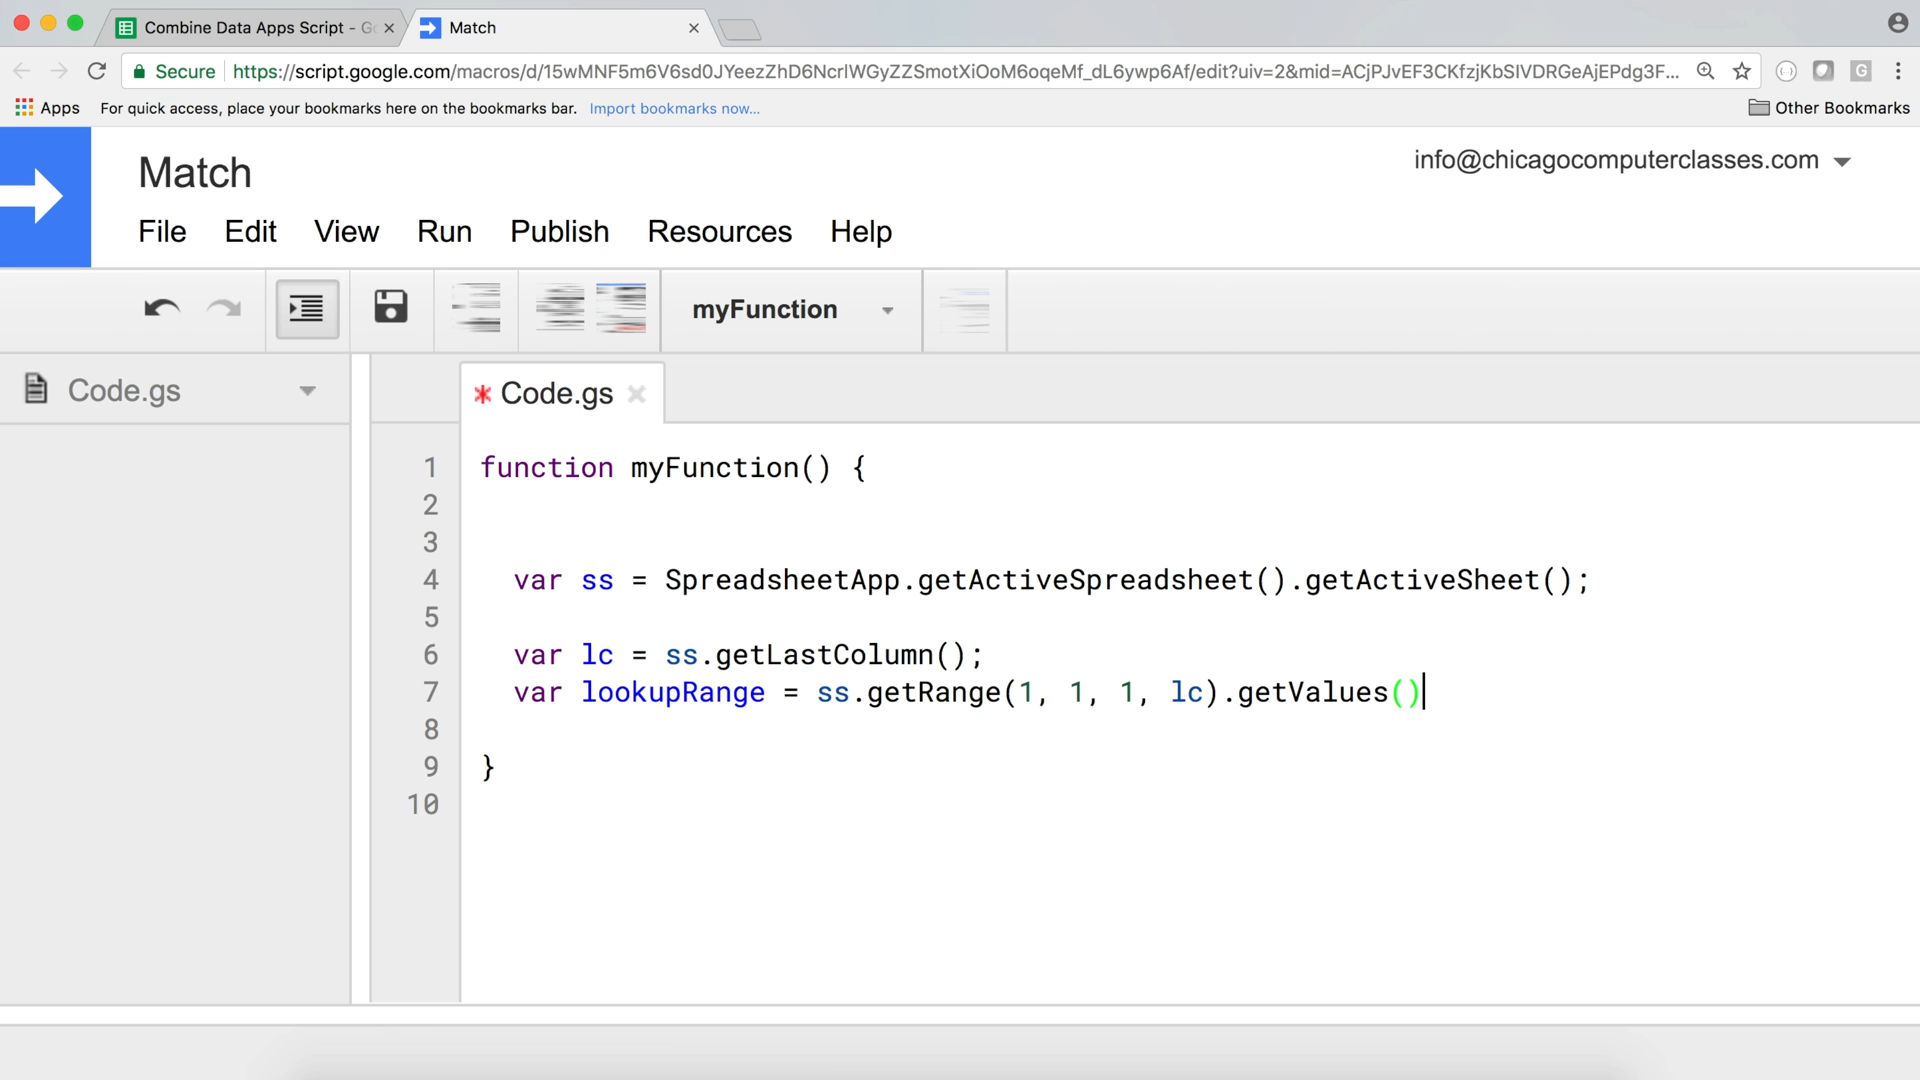 Combine Data Apps Script - G
Match
Secure
https://script.google.com/macros/d/15wMNF5m6V6sd0JYeezZhD6NcrlWGyZZSmotXiOoM6oqeMf_dL6ywp6Af/edit?uiv=2&mid=ACjPJvEF3CKfzjKbSIVDRGeAjEPdg3F...
Apps
For quick access, place your bookmarks here on the bookmarks bar.
Import bookmarks now...
Other Bookmarks
Match
info@chicagocomputerclasses.com
File Edit View Run Publish Resources Help
myFunction
Code.gs
* Code.gs
1 function myFunction() {
2
3
4 var ss = SpreadsheetApp.getActiveSpreadsheet().getActiveSheet();
5
6 var lc = ss.getLastColumn();
7 var lookupRange = ss.getRange(1, 1, 1, lc).getValues()
8
9 }
10